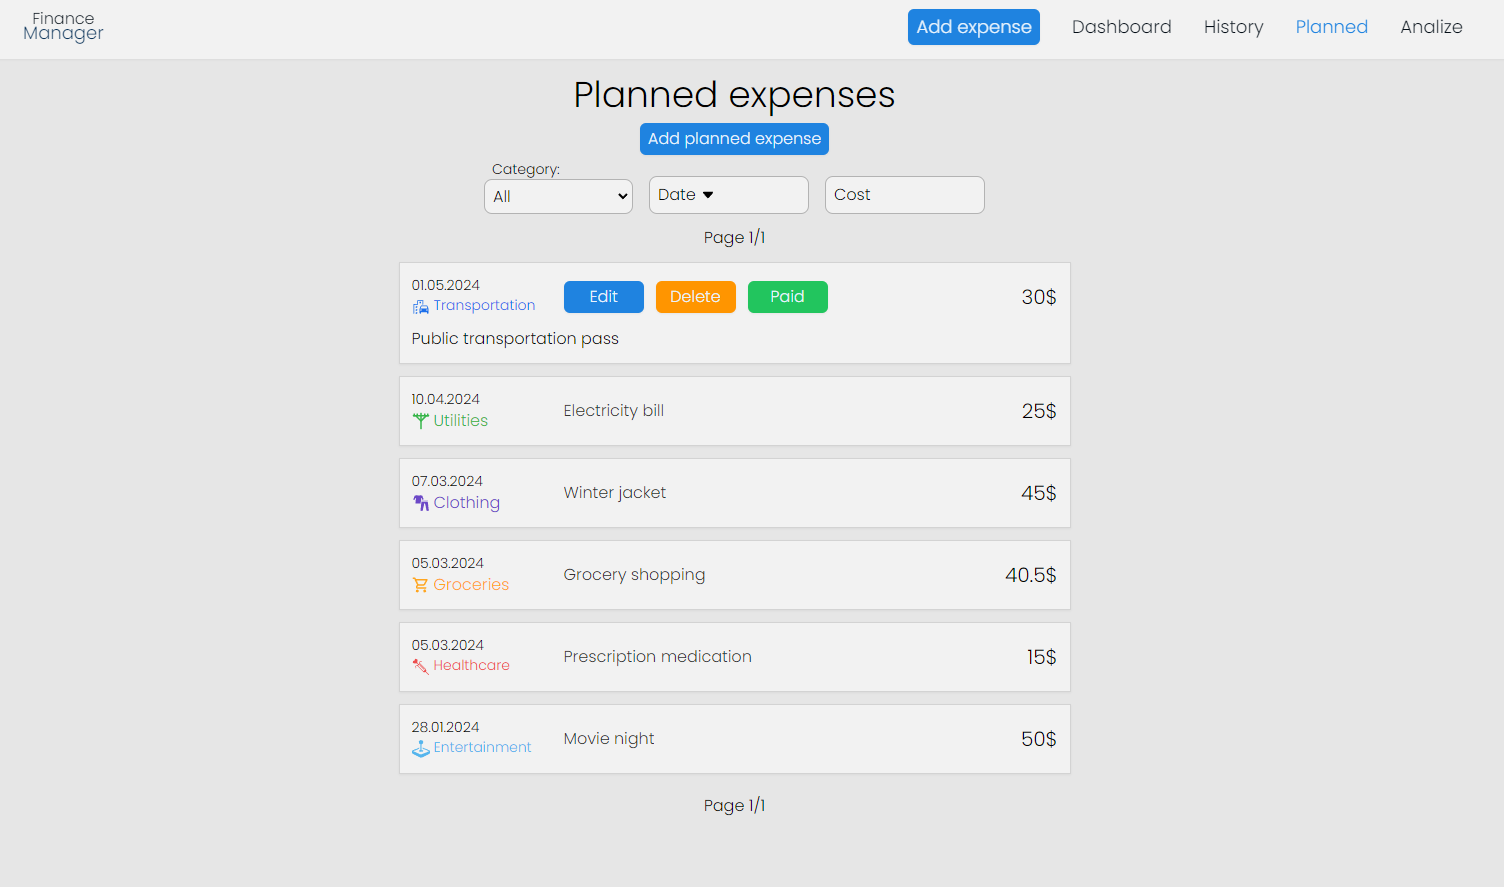 Finance
Manager
Add expense
Dashboard
History
Planned
Analize
Planned expenses
Add planned expense
Category:
All
Date
Cost
Page 1/1
01.05.2024
Transportation
Edit
Delete
Paid
30$
Public transportation pass
10.04.2024
Utilities
Electricity bill
25$
07.03.2024
Clothing
Winter jacket
45$
05.03.2024
Groceries
Grocery shopping
40.5$
05.03.2024
Healthcare
Prescription medication
15$
28.01.2024
Entertainment
Movie night
50$
Page 1/1